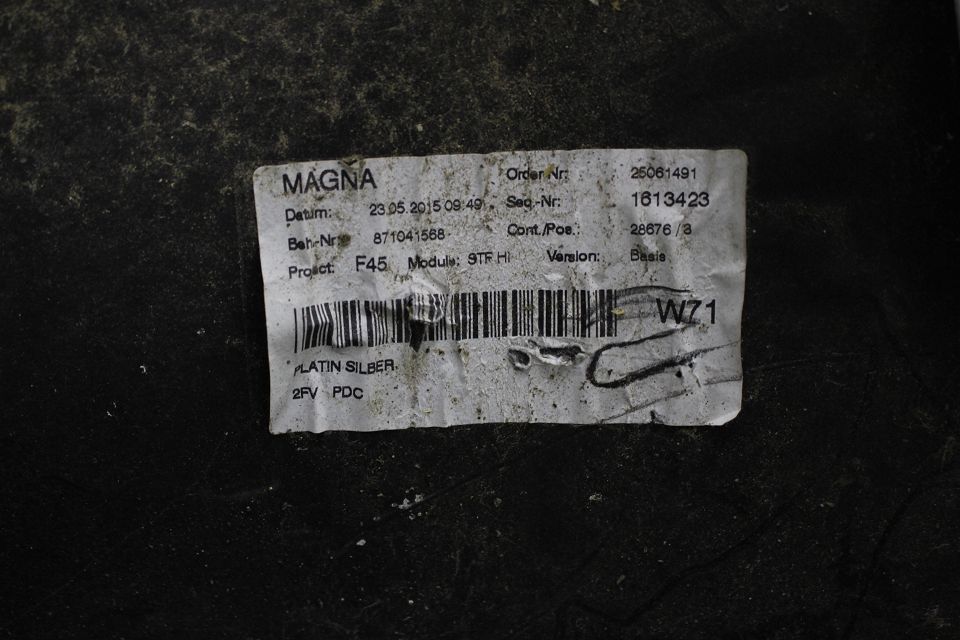 MAGNA Order Nr: 25061491
Datum: 23.05.2015 09:49 Seq.-Nr: 1613423
Beh.-Nr: 871041568 Cont./Pos.: 28676 / 3
Project: F45 Module: STF HI Version: Basis
W71
PLATIN SILBER
2FV PDC